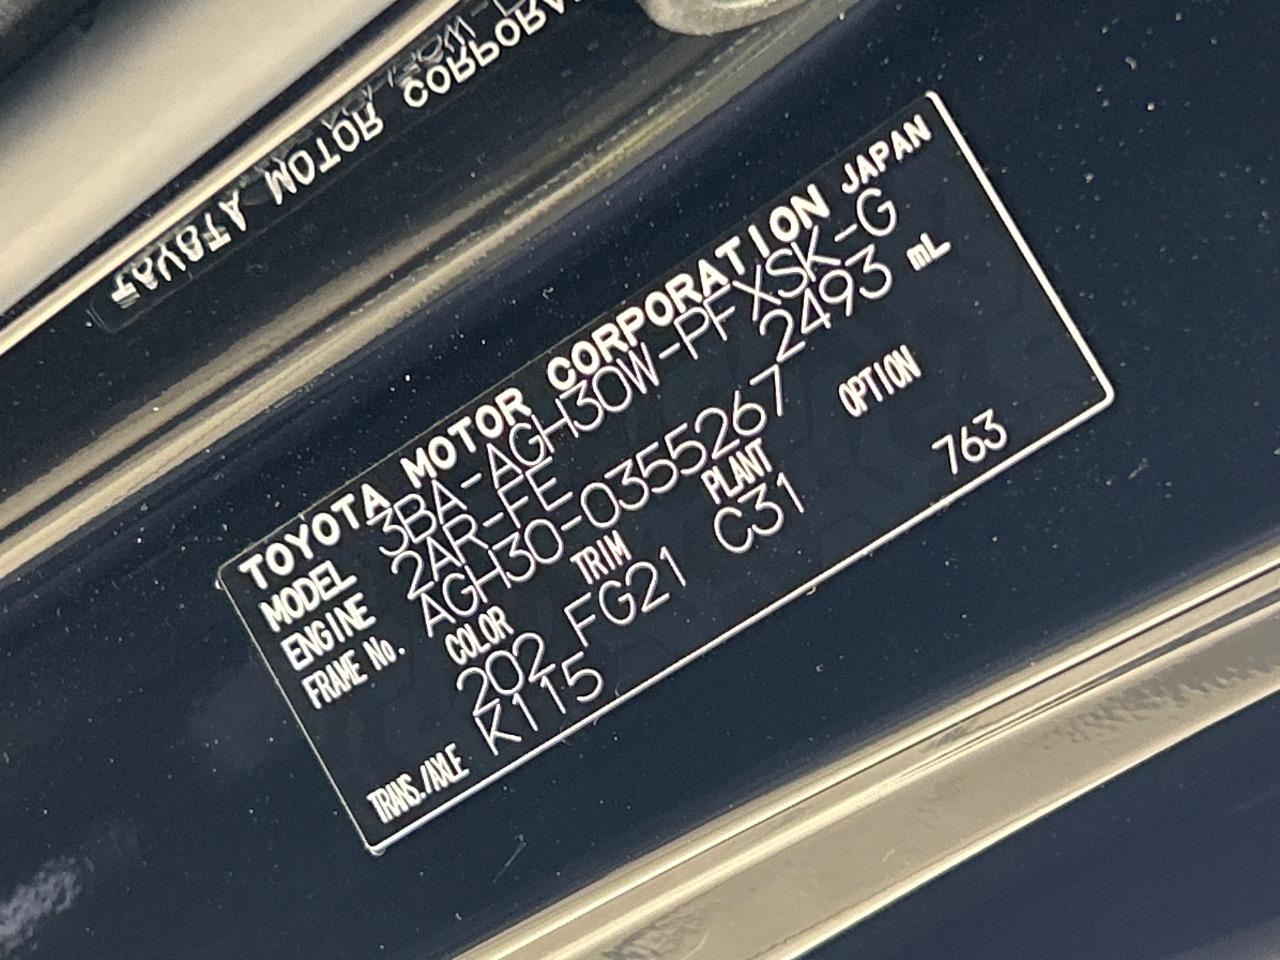 TOYOTA MOTOR CORPORATION JAPAN
MODEL 3BA-AGH30W-PFXSK-G
ENGINE 2AR-FE 2493 mL
FRAME No. AGH30-0355267
COLOR TRIM PLANT OPTION
202 FG21 C31 763
TRANS./AXLE K115